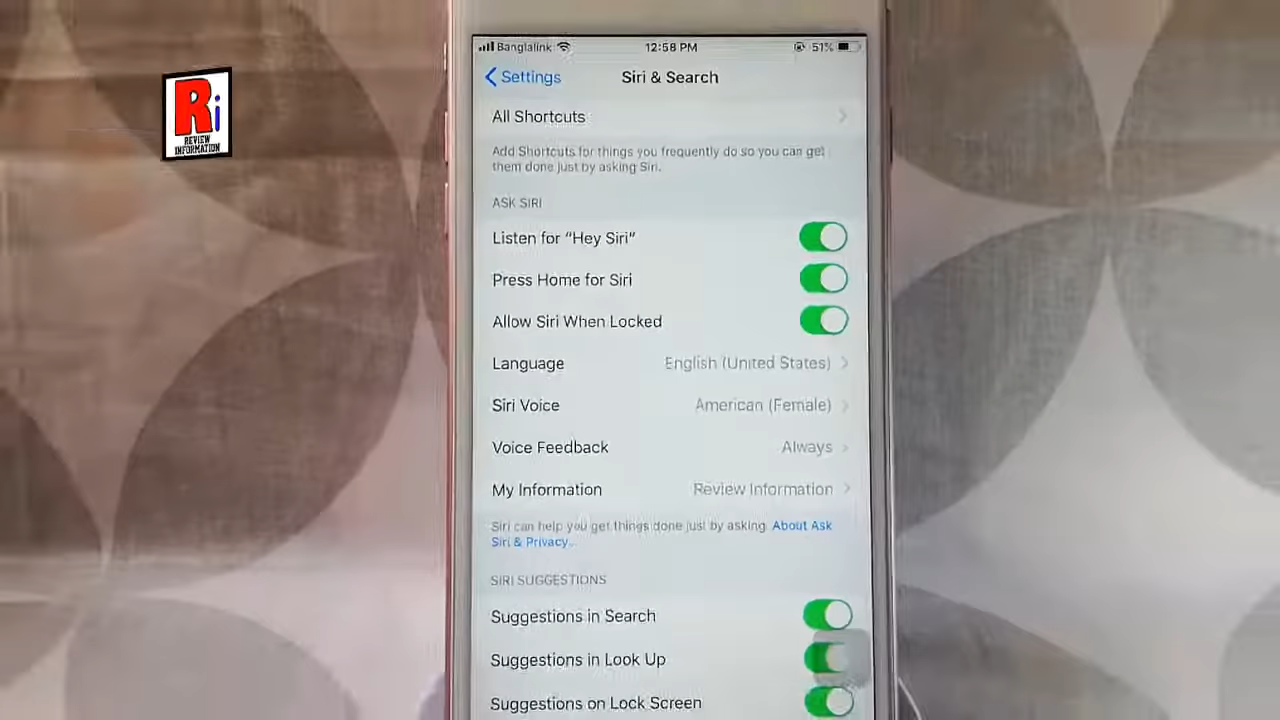 Ri
REVIEW
INFORMATION
Banglalink
12:58 PM
51%
Settings
Siri & Search
All Shortcuts
Add Shortcuts for things you frequently do so you can get
them done just by asking Siri.
ASK SIRI
Listen for “Hey Siri”
Press Home for Siri
Allow Siri When Locked
Language English (United States)
Siri Voice American (Female)
Voice Feedback Always
My Information Review Information
Siri can help you get things done just by asking. About Ask
Siri & Privacy...
SIRI SUGGESTIONS
Suggestions in Search
Suggestions in Look Up
Suggestions on Lock Screen